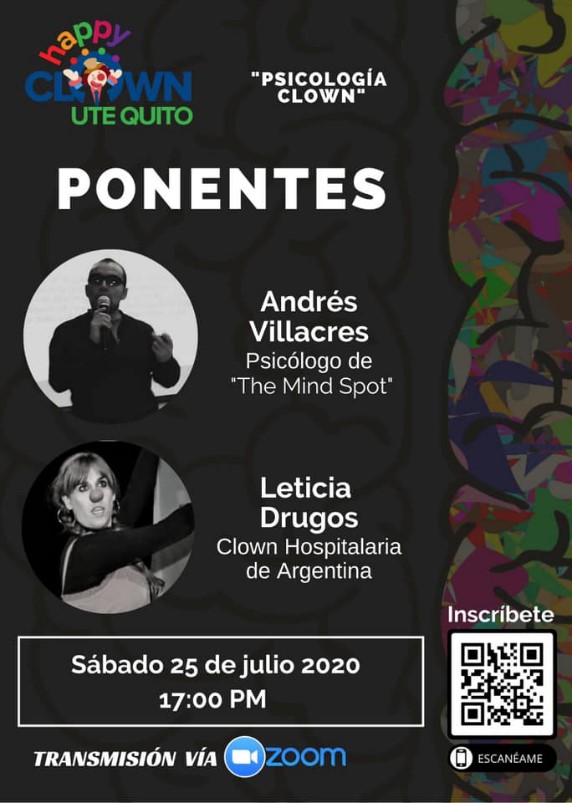 happy
CLOWN
UTE QUITO
"PSICOLOGÍA
CLOWN"
PONENTES
Andrés
Villacres
Psicólogo de
"The Mind Spot"
Leticia
Drugos
Clown Hospitalaria
de Argentina
Inscríbete
Sábado 25 de julio 2020
17:00 PM
TRANSMISIÓN VÍA zoom
ESCANÉAME